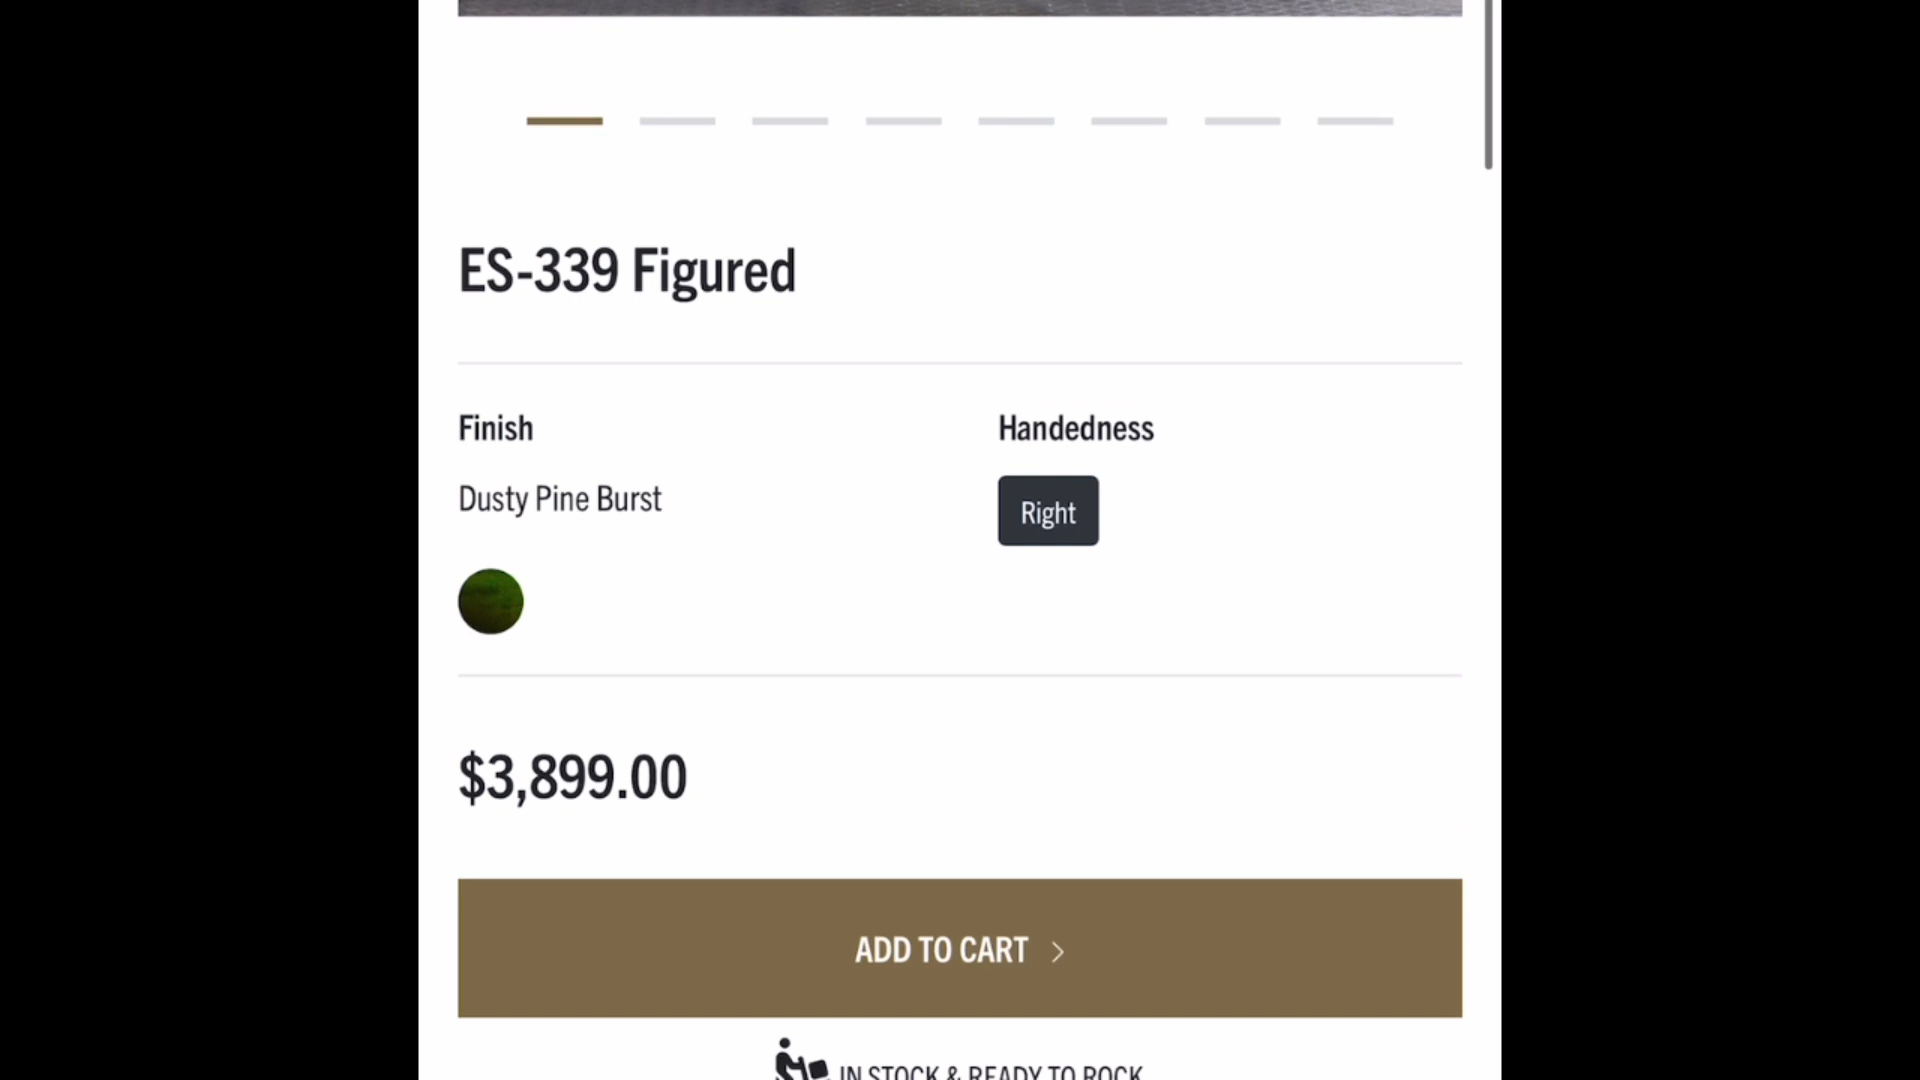 ES-339 Figured
Finish
Handedness
Dusty Pine Burst
Right
$3,899.00
ADD TO CART
IN STOCK & READY TO ROCK